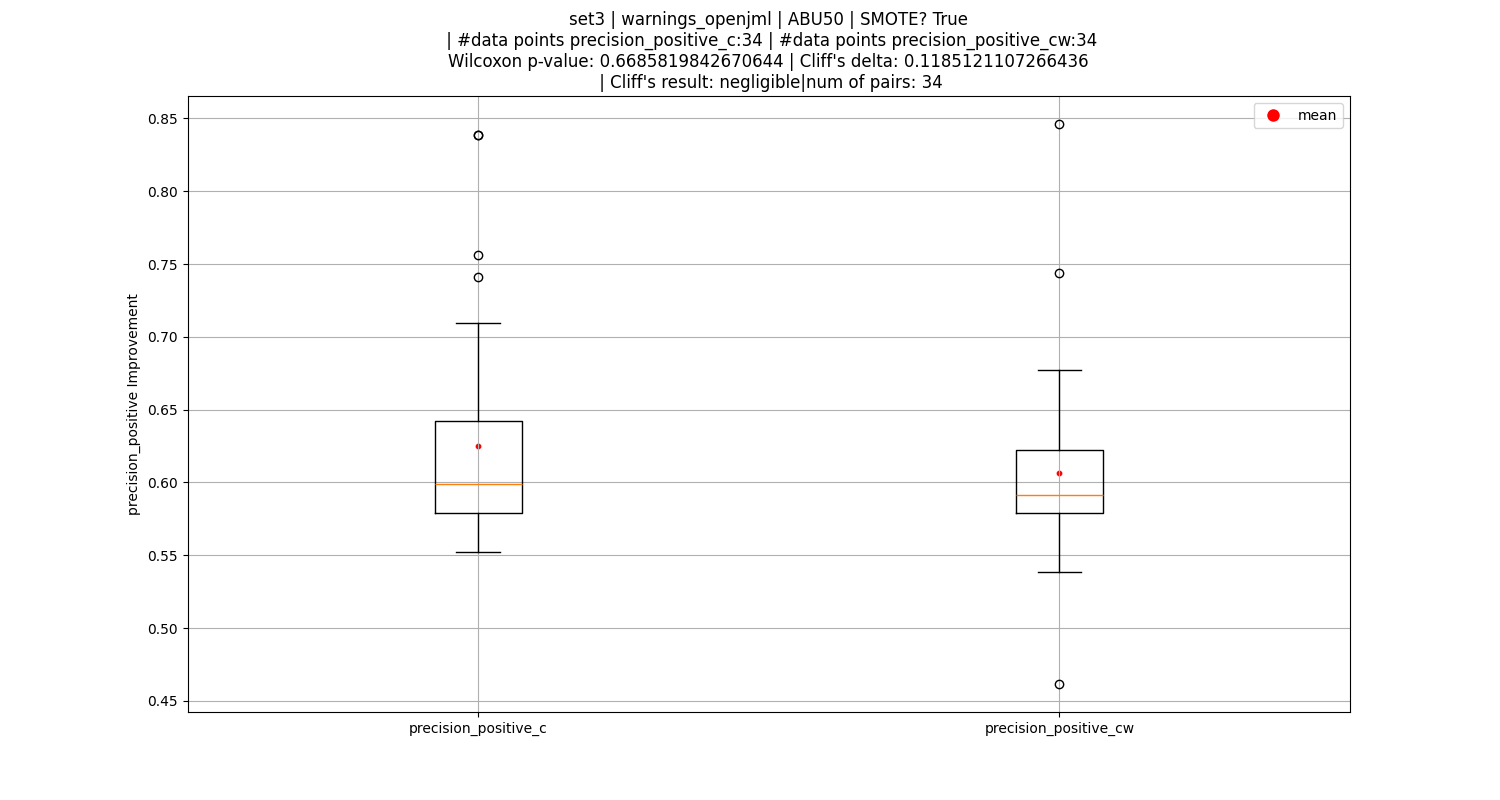 set3 | warnings_openjml | ABU50 | SMOTE? True
| #data points precision_positive_c:34 | #data points precision_positive_cw:34
Wilcoxon p-value: 0.6685819842670644 | Cliff's delta: 0.1185121107266436
| Cliff's result: negligible|num of pairs: 34
mean
0.85
0.80
0.75
0.70
0.65
0.60
0.55
0.50
0.45
precision_positive Improvement
precision_positive_c
precision_positive_cw